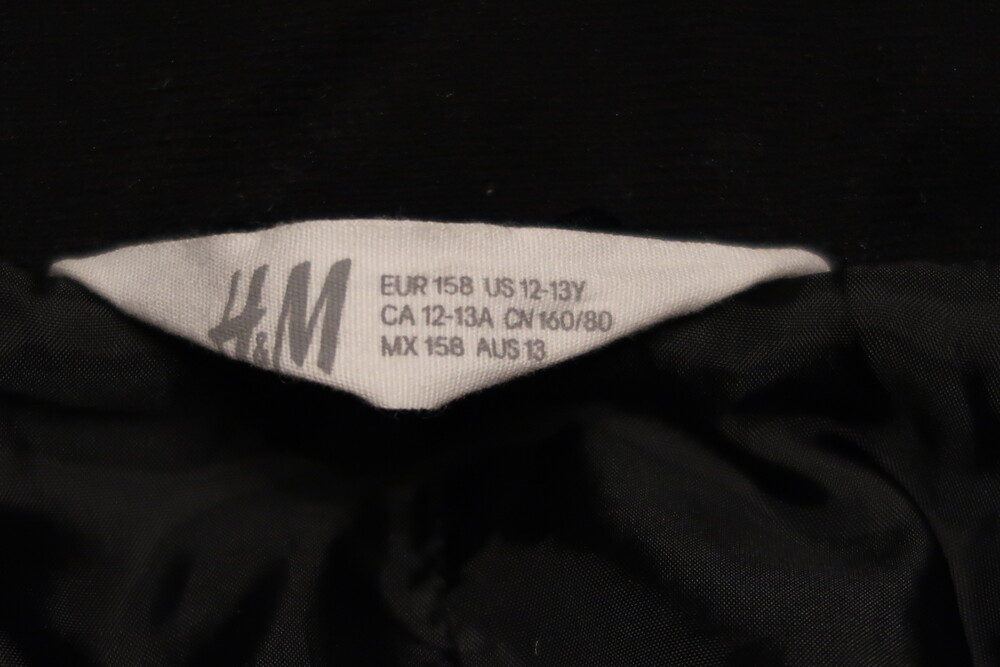 H&M
EUR 158 US 12-13Y
CA 12-13A CN 160/80
MX 158 AUS 13